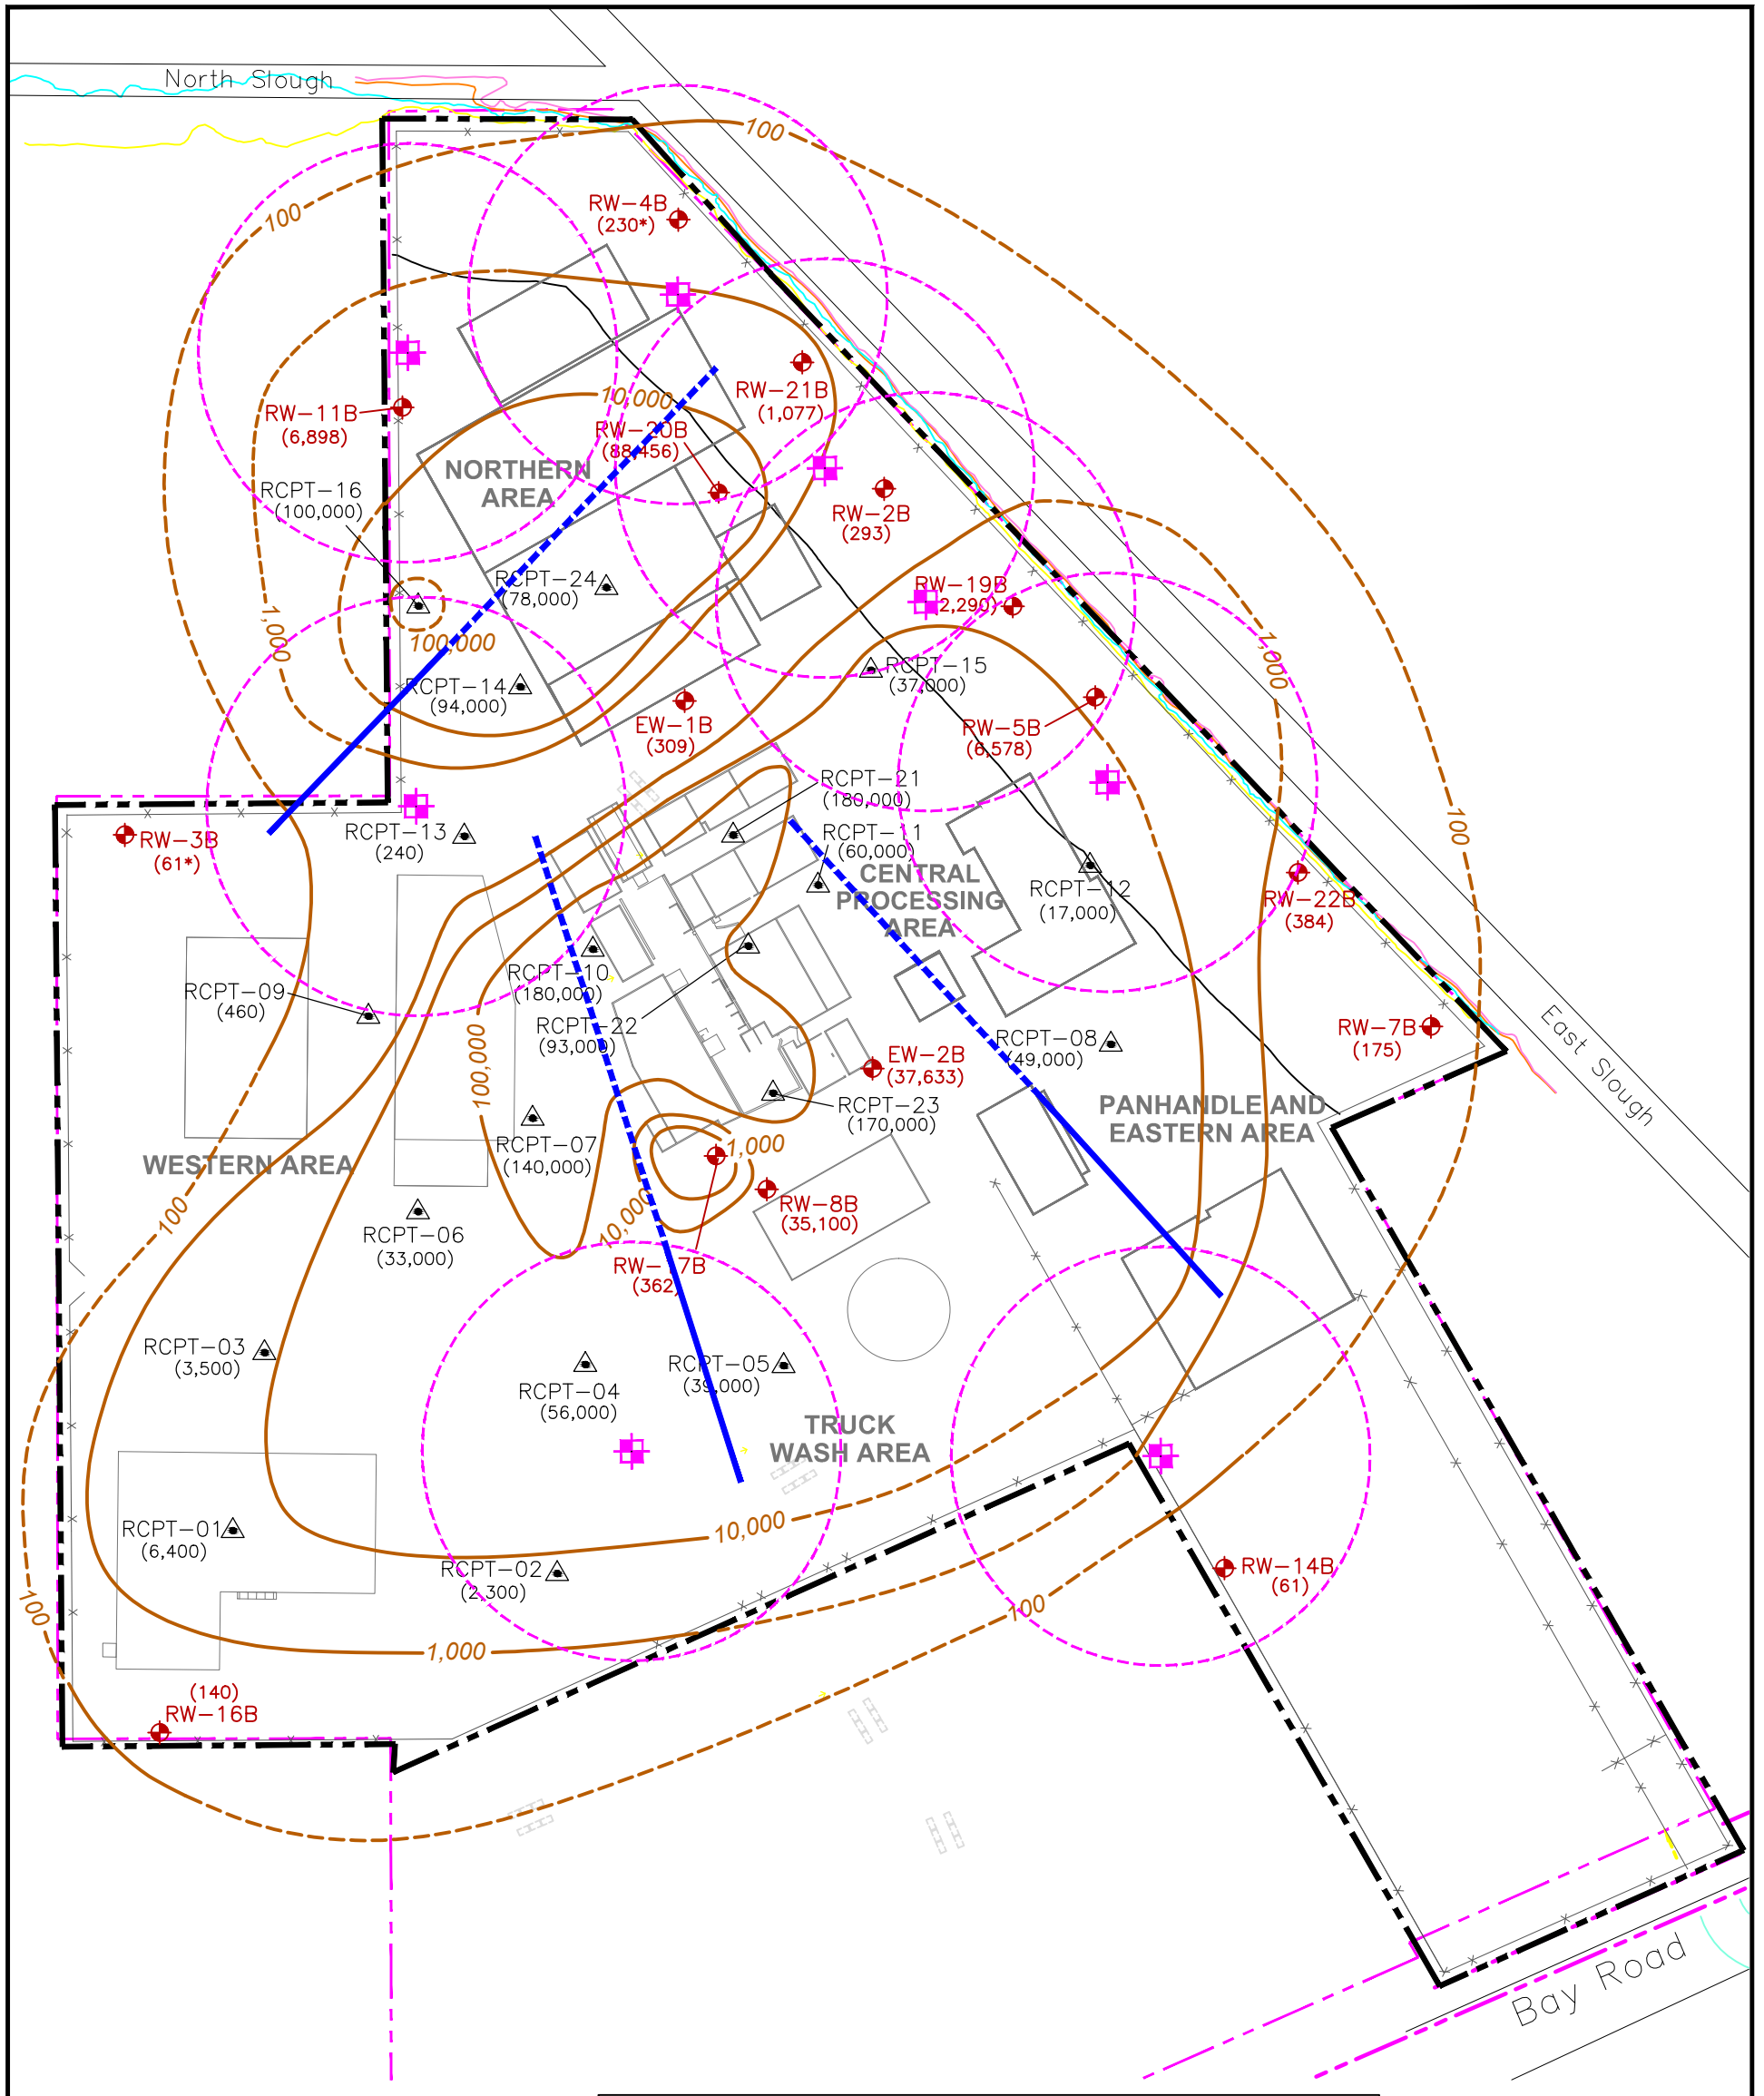 North Slough
100
100
RW-4B
(230*)
RW-21B
(1,077)
10,000
RW-11B
(6,898)
RW-20B
(88,456)
NORTHERN
AREA
RCPT-16
(100,000)
RW-2B
(293)
RCPT-24
(78,000)
RW-19B
(2,290)
1,000
100,000
1,000
RCPT-15
(37,000)
RCPT-14
(94,000)
EW-1B
(309)
RW-5B
(6,578)
RCPT-21
(180,000)
100
RW-3B
(61*)
RCPT-13
(240)
RCPT-11
(60,000)
CENTRAL
PROCESSING
AREA
RCPT-12
(17,000)
RW-22B
(384)
RCPT-10
(180,000)
RCPT-09
(460)
RCPT-22
(93,000)
100,000
RW-7B
(175)
East Slough
RCPT-08
(49,000)
EW-2B
(37,633)
RCPT-23
(170,000)
PANHANDLE AND
EASTERN AREA
RCPT-07
(140,000)
1,000
WESTERN AREA
100
10,000
RW-8B
(35,100)
RCPT-06
(33,000)
RW-17B
(362)
RCPT-03
(3,500)
RCPT-04
(56,000)
RCPT-05
(39,000)
TRUCK
WASH AREA
10,000
RCPT-01
(6,400)
RCPT-02
(2,300)
RW-14B
(61)
100
100
1,000
(140)
RW-16B
Bay Road